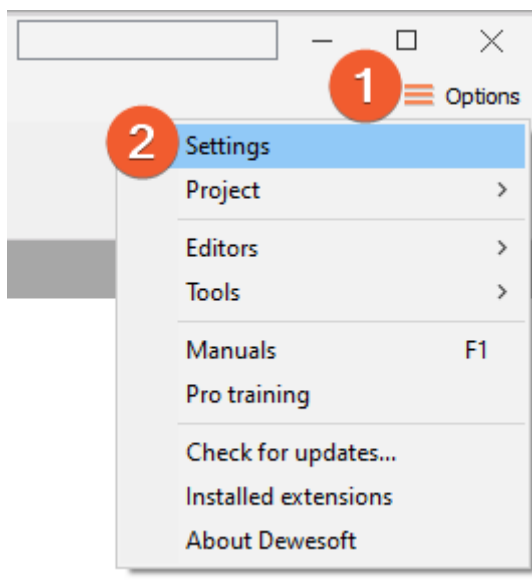 1 Options
2 Settings
Project
Editors
Tools
Manuals F1
Pro training
Check for updates...
Installed extensions
About Dewesoft